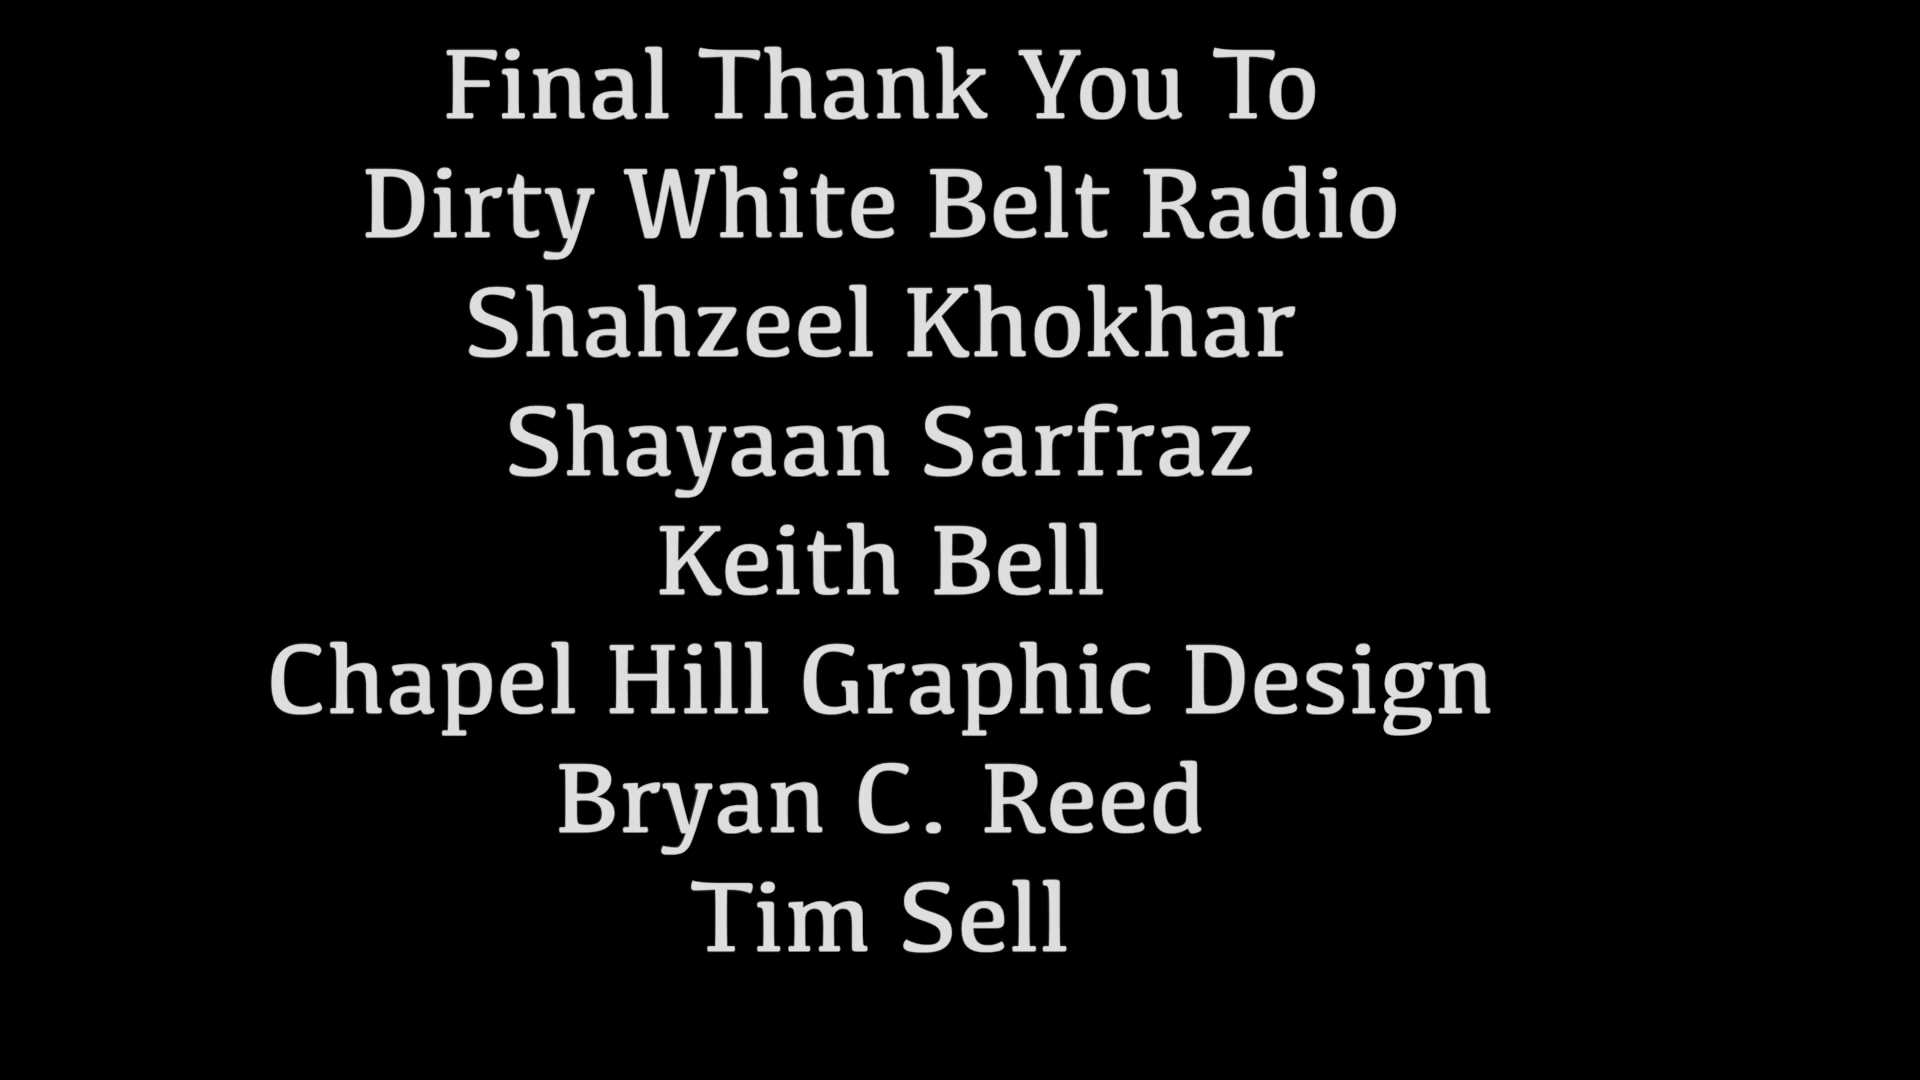 Final Thank You To
Dirty White Belt Radio
Shahzeel Khokhar
Shayaan Sarfraz
Keith Bell
Chapel Hill Graphic Design
Bryan C. Reed
Tim Sell